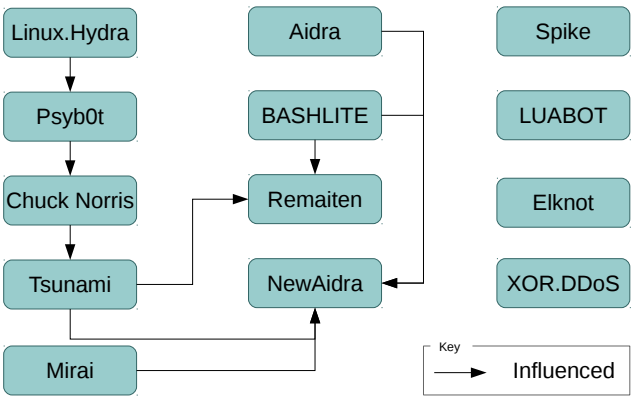 Linux.Hydra
Aidra
Spike
Psyb0t
BASHLITE
LUABOT
Chuck Norris
Remaiten
Elknot
Tsunami
NewAidra
XOR.DDoS
Mirai
Key
Influenced